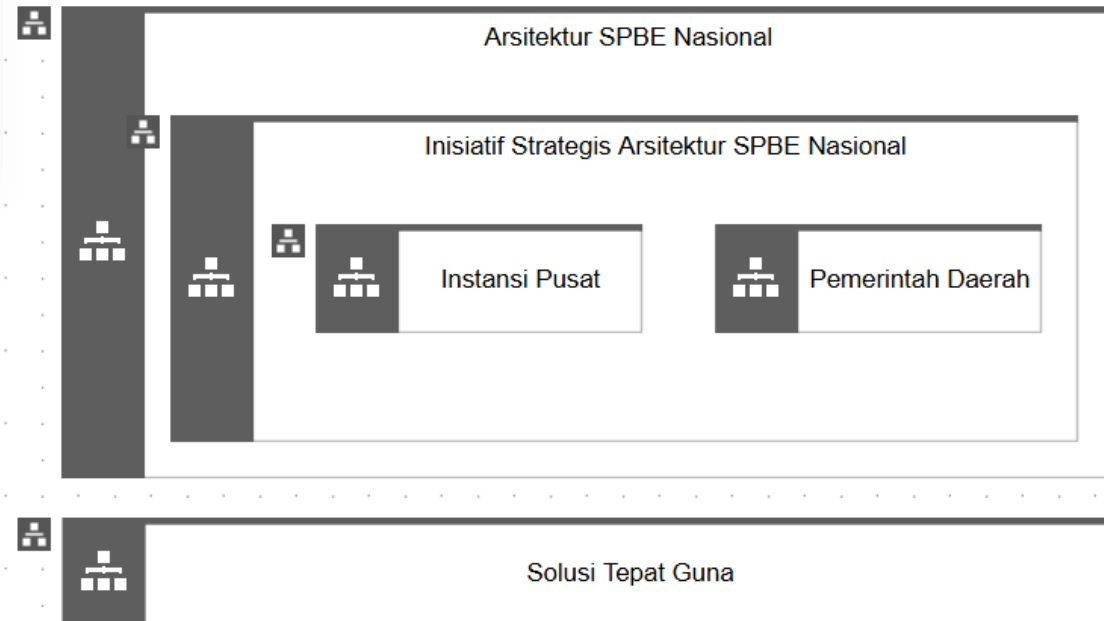 Arsitektur SPBE Nasional
Inisiatif Strategis Arsitektur SPBE Nasional
Instansi Pusat
Pemerintah Daerah
Solusi Tepat Guna